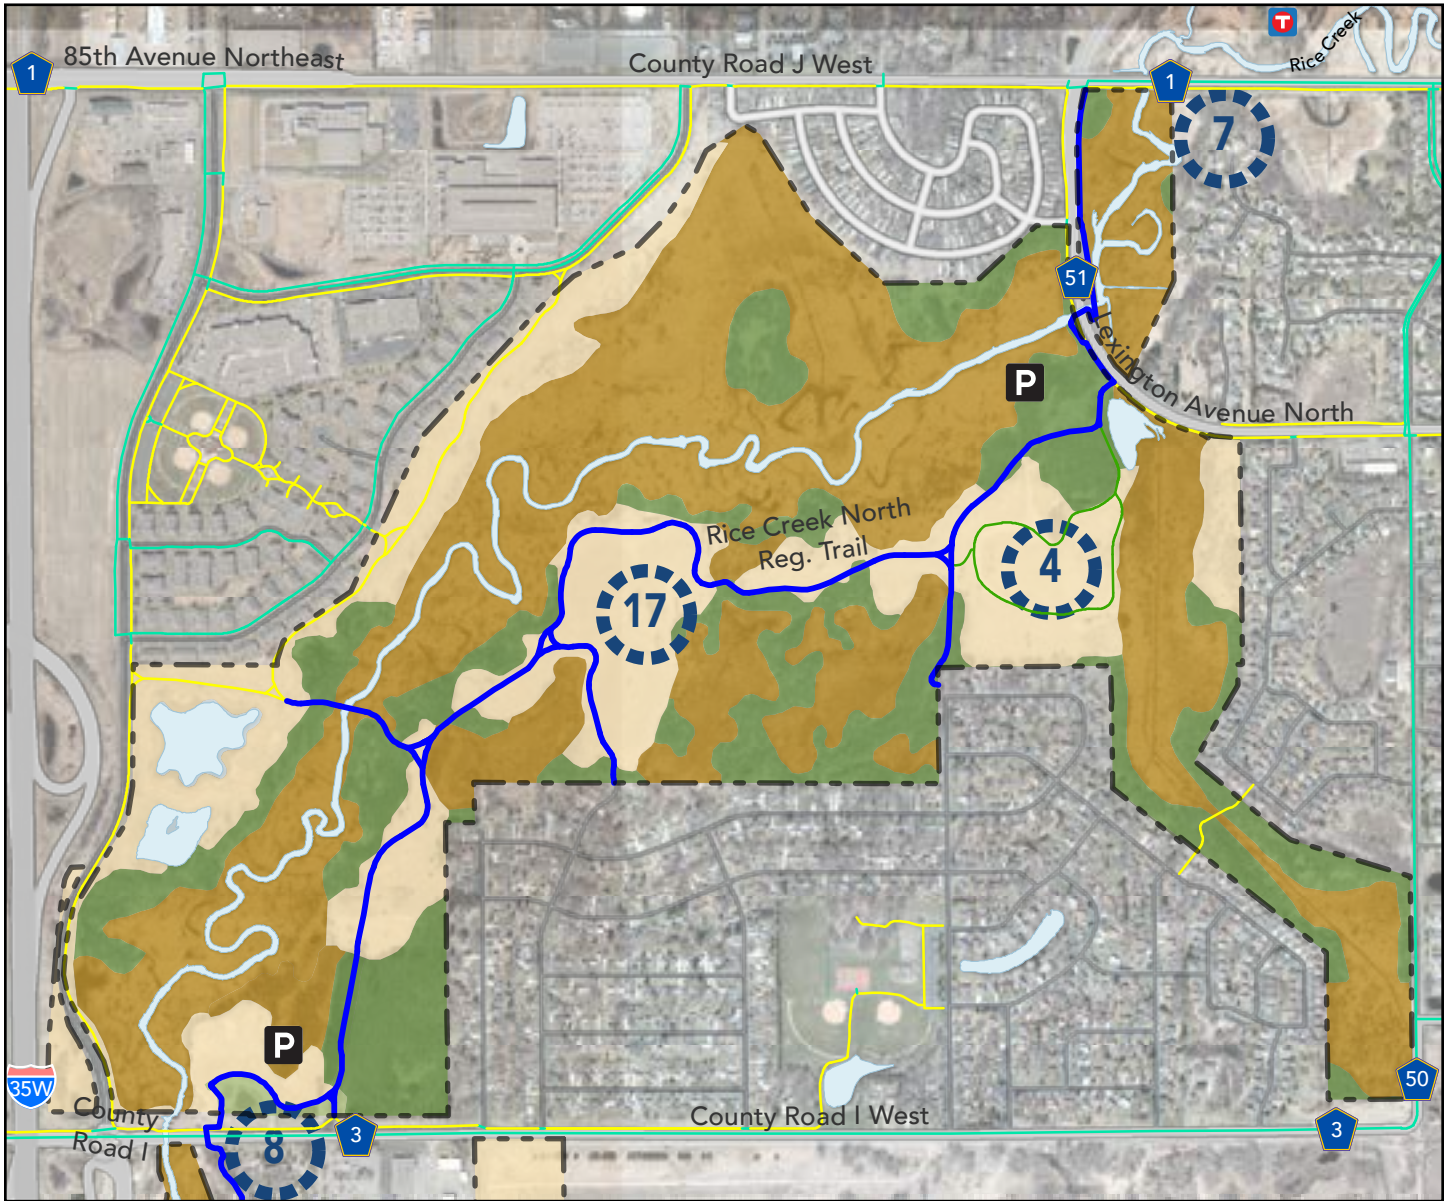 T
Rice Creek
85th Avenue Northeast
County Road J West
1
1
7
51
Lexington Avenue North
P
Rice Creek North
Reg. Trail
4
17
P
35W
County
Road I
8
3
County Road I West
3
50